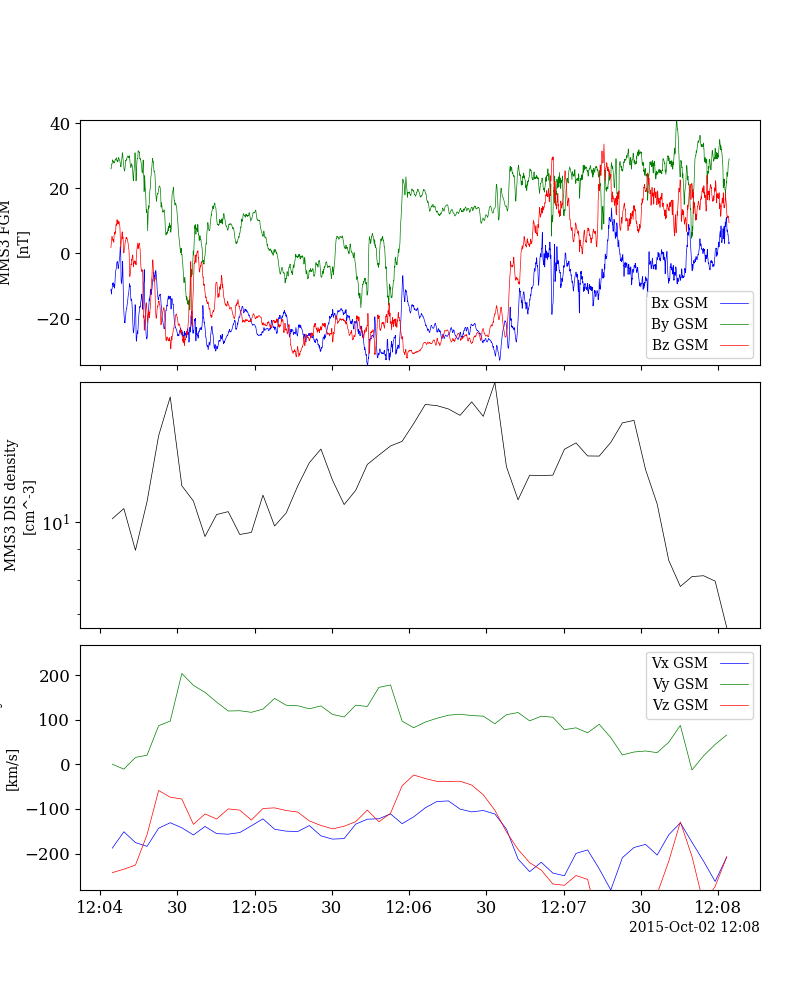 40
20
0
−20
MMS3 FGM
[nT]
Bx GSM
By GSM
Bz GSM
10^1
MMS3 DIS density
[cm^-3]
200
100
0
−100
−200
[km/s]
Vx GSM
Vy GSM
Vz GSM
12:04 30 12:05 30 12:06 30 12:07 30 12:08
2015-Oct-02 12:08